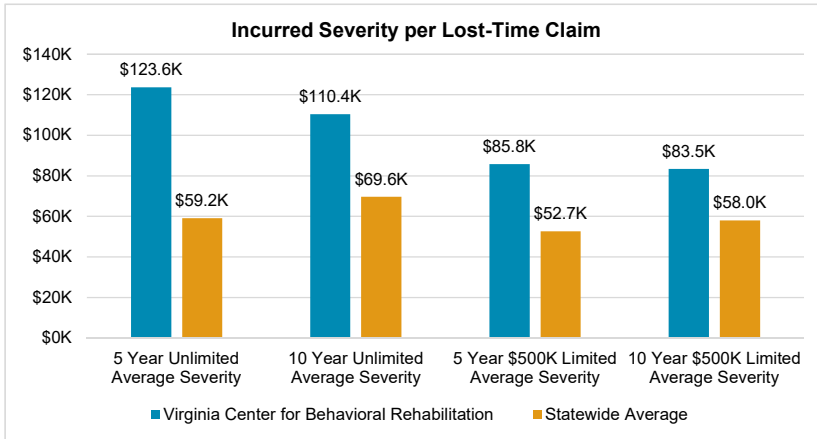 Incurred Severity per Lost-Time Claim
$140K
$120K
$100K
$80K
$60K
$40K
$20K
$0K
$123.6K
$59.2K
$110.4K
$69.6K
$85.8K
$52.7K
$83.5K
$58.0K
5 Year Unlimited
Average Severity
10 Year Unlimited
Average Severity
5 Year $500K Limited
Average Severity
10 Year $500K Limited
Average Severity
Virginia Center for Behavioral Rehabilitation
Statewide Average